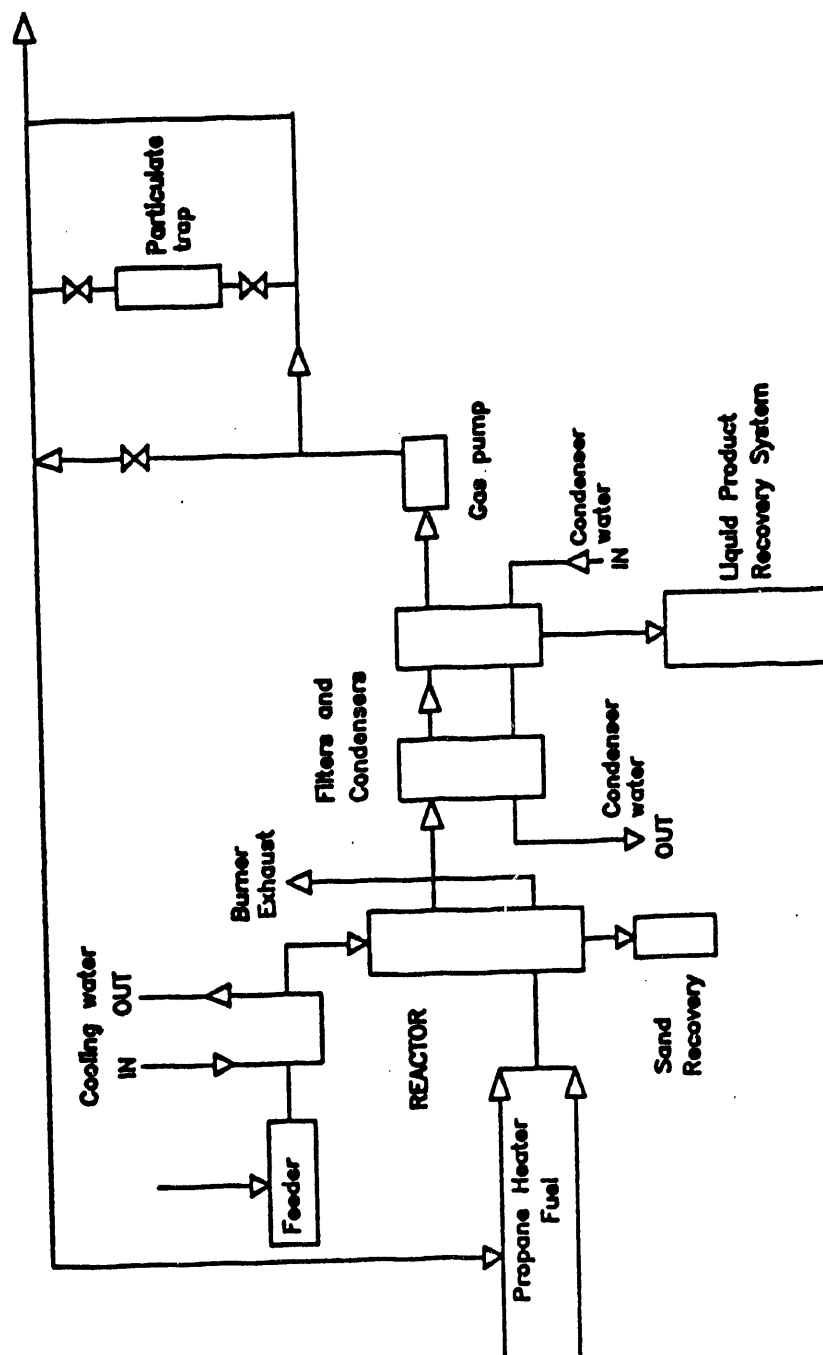 Cooling water
IN
OUT
Feeder
Burner
Exhaust
REACTOR
Propane Heater
Fuel
Sand
Recovery
Filters and
Condensers
Condenser
water
OUT
Gas pump
Condenser
water
IN
Liquid Product
Recovery System
Particulate
trap